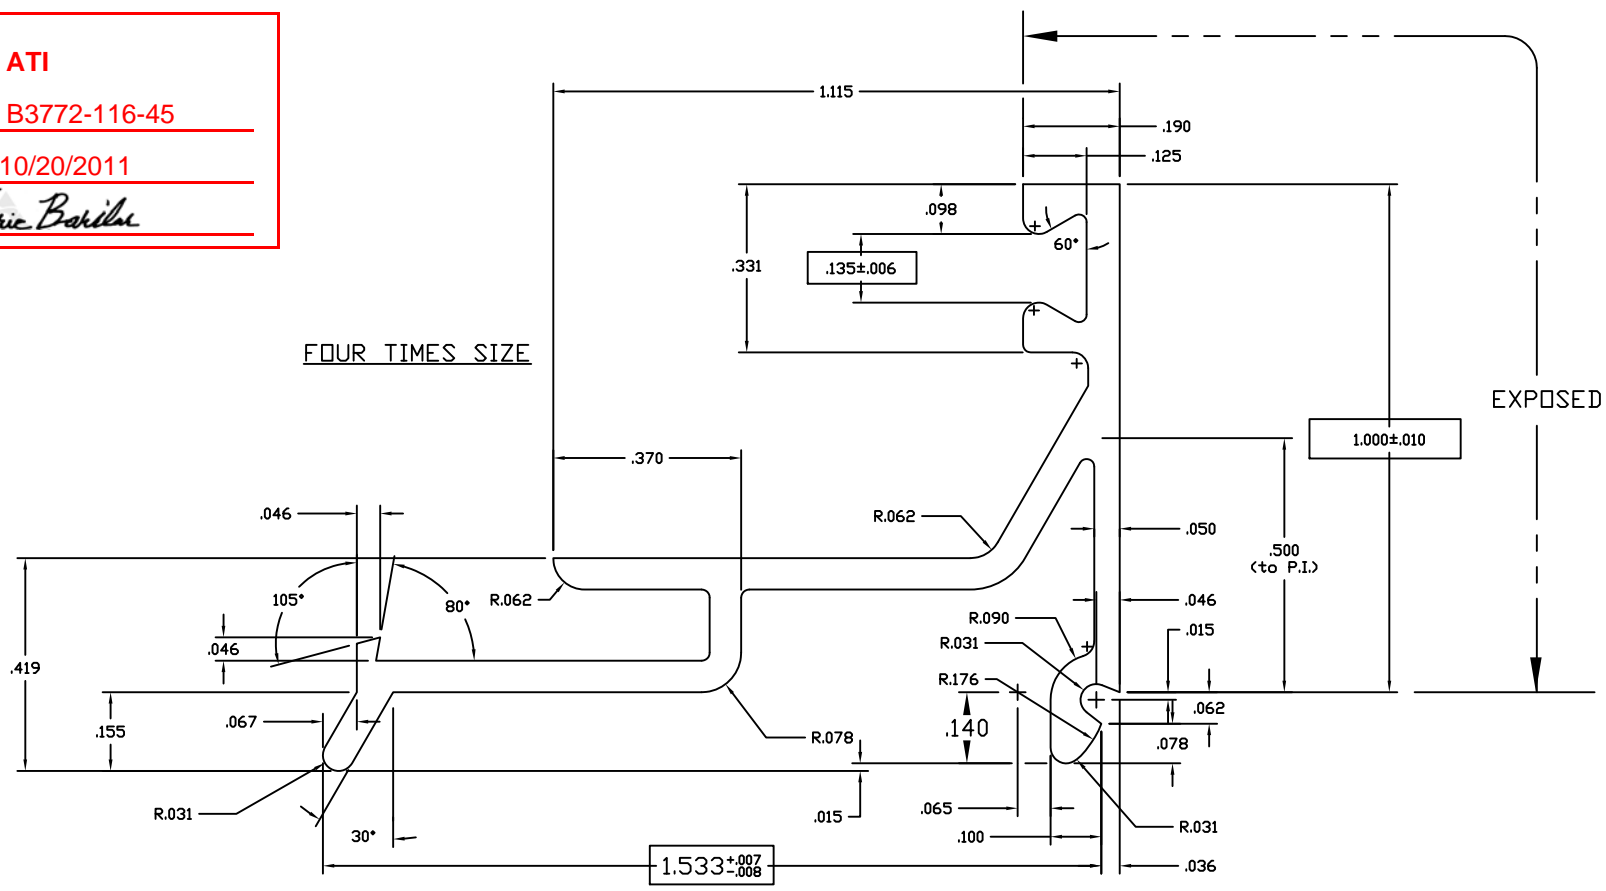 ATI
B3772-116-45
10/20/2011
Barilar
1.115
.190
.125
.098
60°
.331
.135±.006
FOUR TIMES SIZE
EXPOSED
1.000±.010
.370
.046
R.062
.050
.500
(to P.I.)
105°
80°
R.062
.046
R.090
.015
.046
R.031
.419
R.176
.062
.067
.155
.140
R.078
.078
.065
.015
R.031
R.031
30°
.100
1.533 +.007 -.008
.036